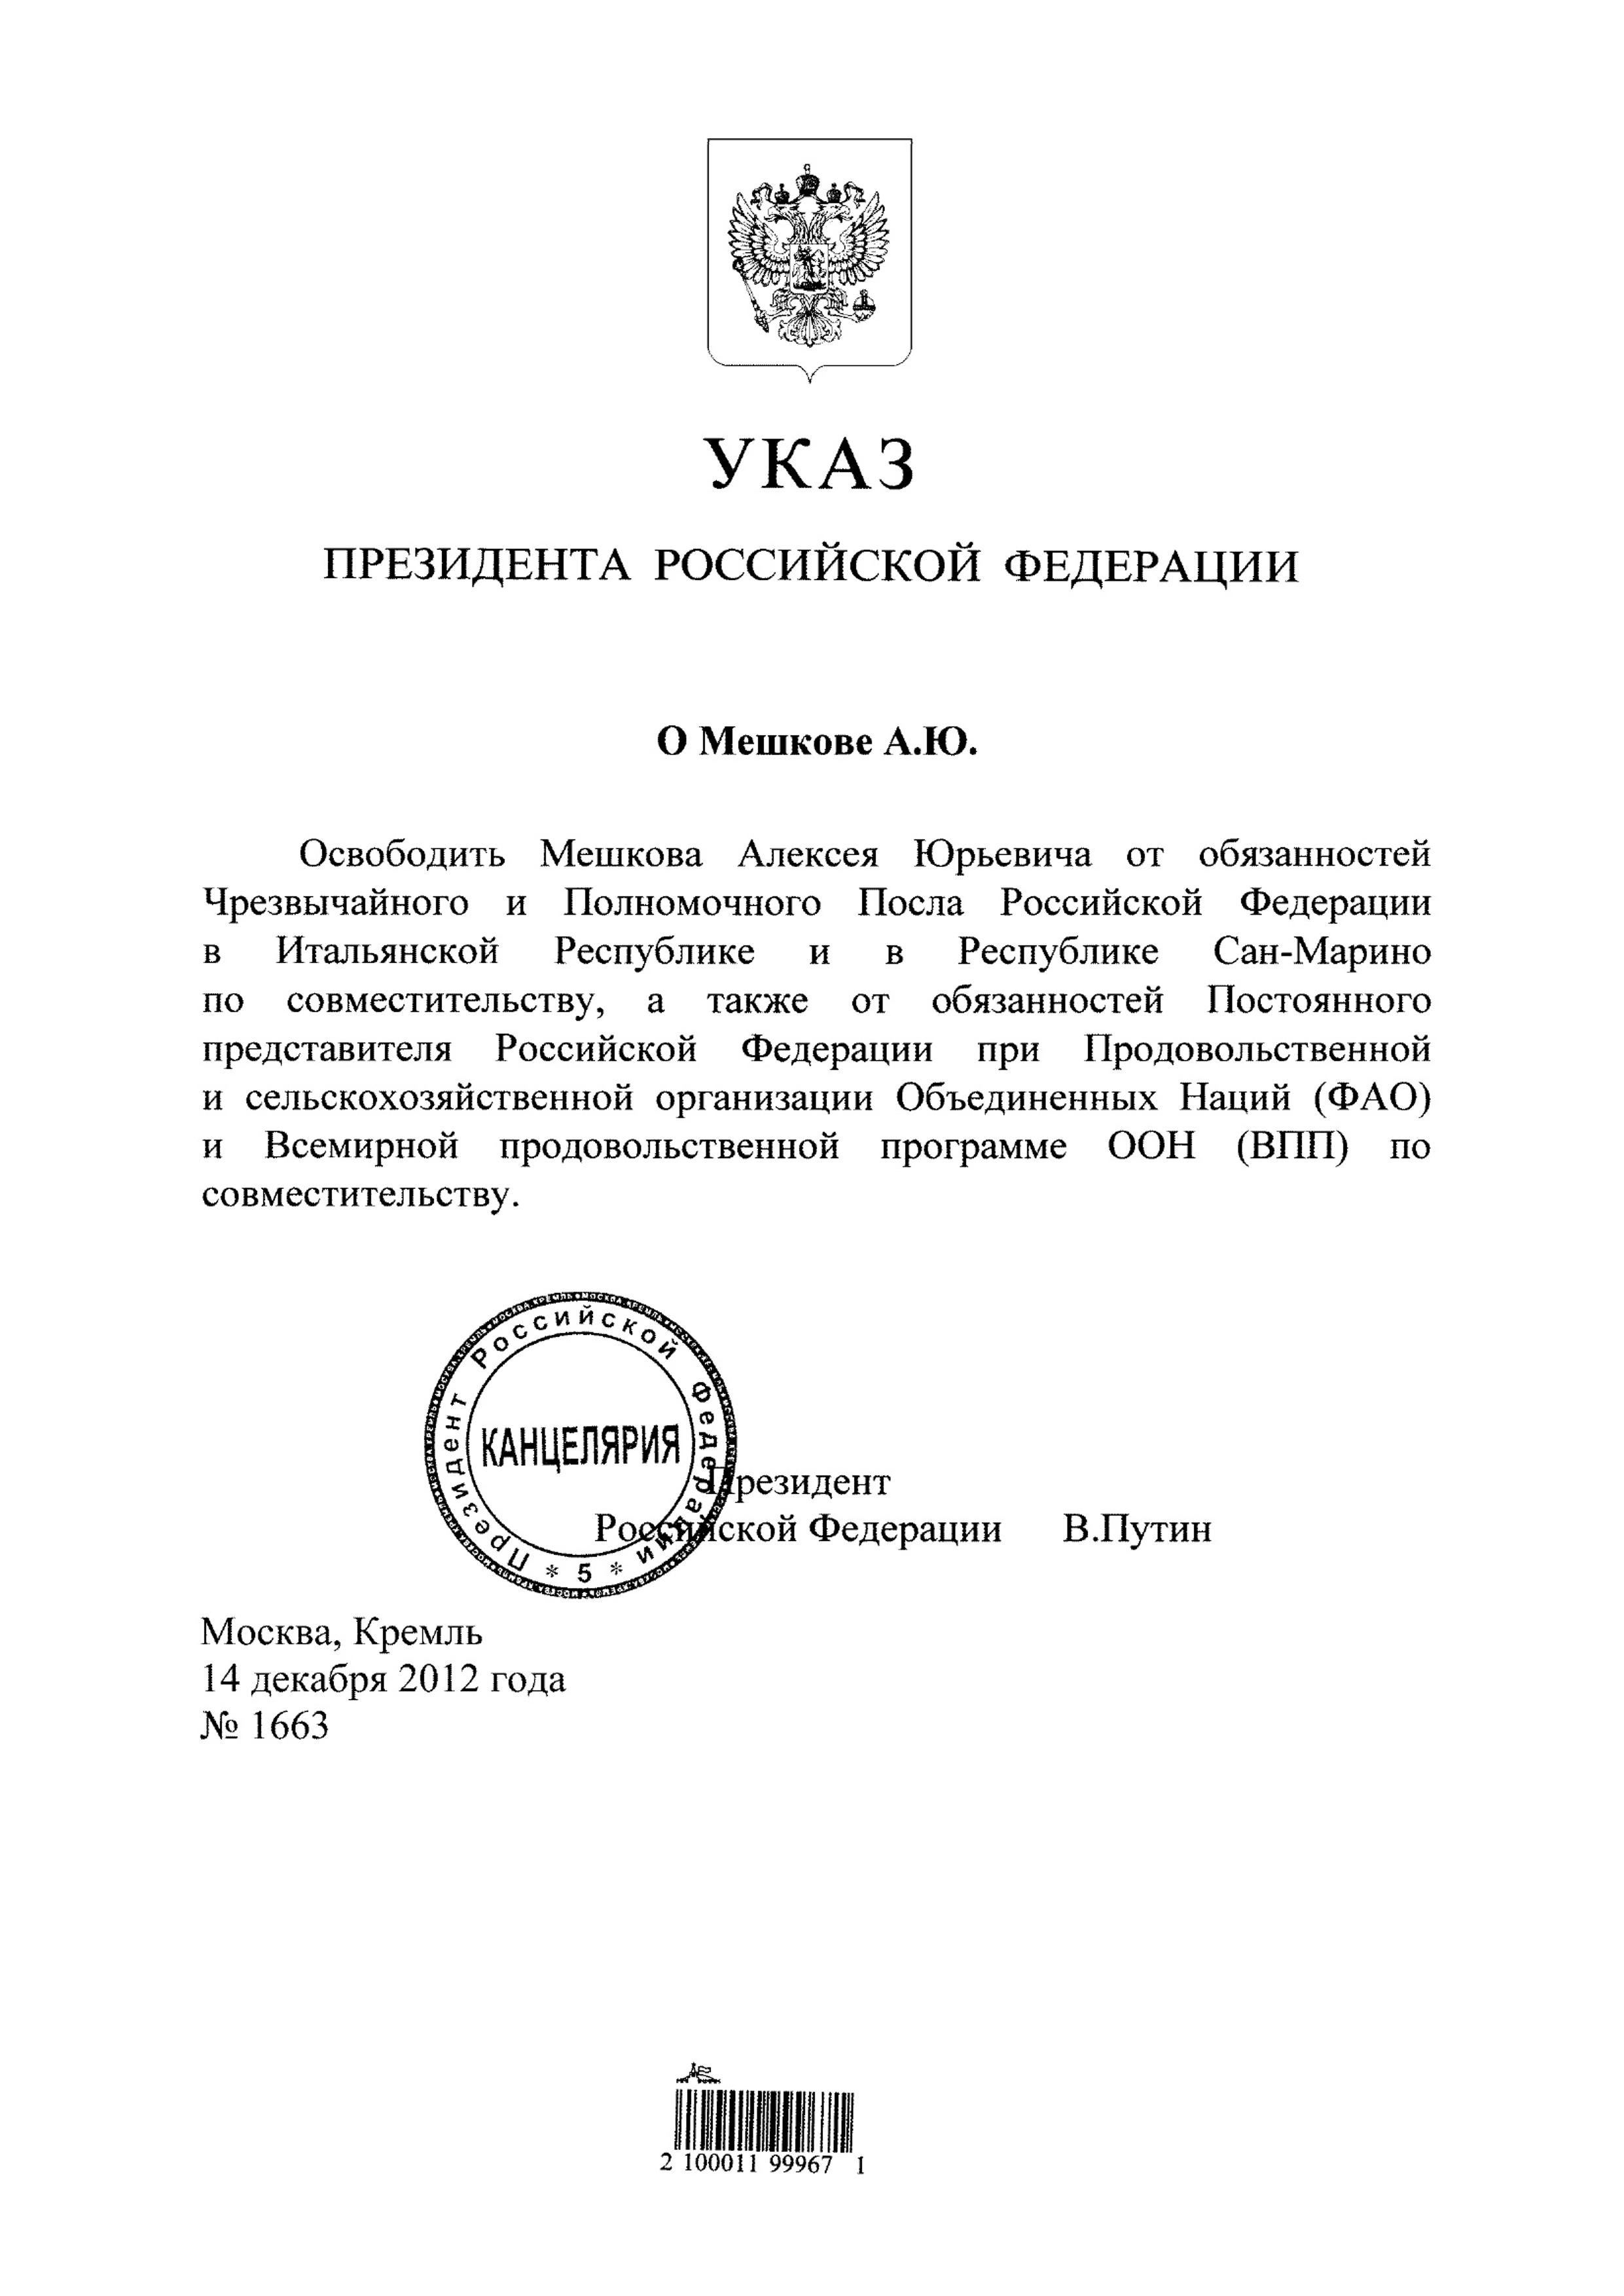 УКАЗ
ПРЕЗИДЕНТА РОССИЙСКОЙ ФЕДЕРАЦИИ
О Мешкове А.Ю.
Освободить Мешкова Алексея Юрьевича от обязанностей
Чрезвычайного и Полномочного Посла Российской Федерации
в Итальянской Республике и в Республике Сан-Марино
по совместительству, а также от обязанностей Постоянного
представителя Российской Федерации при Продовольственной
и сельскохозяйственной организации Объединенных Наций (ФАО)
и Всемирной продовольственной программе ООН (ВПП) по
совместительству.
Президент Российской Федерации
КАНЦЕЛЯРИЯ
* 5 *
Президент
Российской Федерации В.Путин
Москва, Кремль
14 декабря 2012 года
№ 1663
2 100011 99967 1